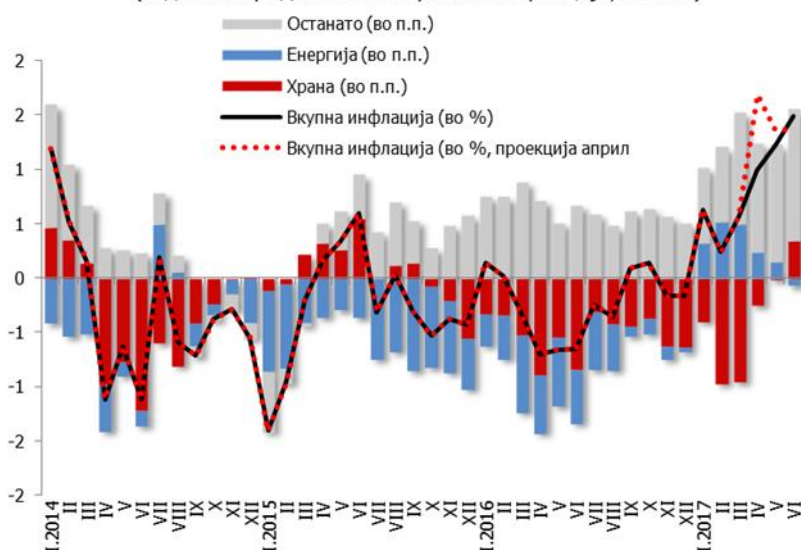 Останато (во п.п.)
Енергија (во п.п.)
Храна (во п.п.)
Вкупна инфлација (во %)
Вкупна инфлација (во %, проекција април
2
2
1
1
0
-1
-1
-2
-2
I.2014 II III IV V VI VII VIII IX X XI XII I.2015 II III IV V VI VII VIII IX X XI XII I.2016 II III IV V VI VII VIII IX X XI XII I.2017 II III IV V VI